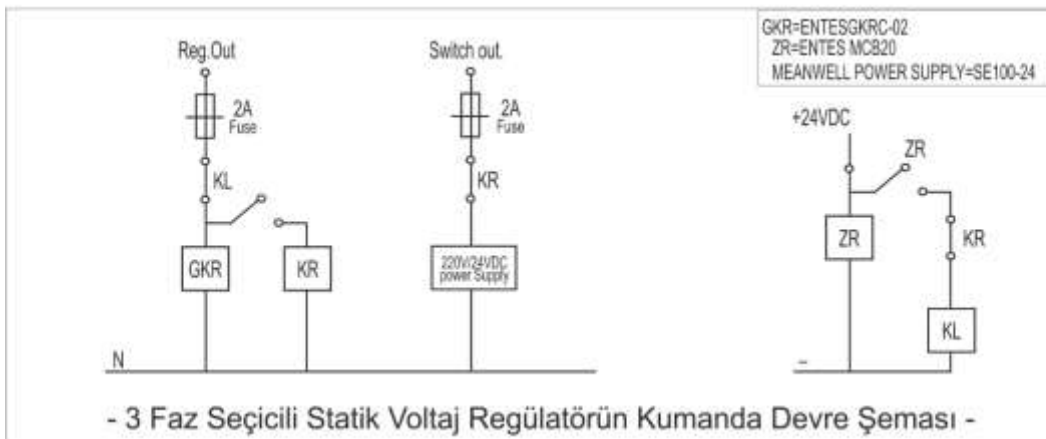 GKR=ENTESGKRC-02
ZR=ENTES MCB20
MEANWELL POWER SUPPLY=SE100-24
Reg.Out
2A
Fuse
KL
GKR
KR
N
Switch out.
2A
Fuse
KR
220V/24VDC
power Supply
+24VDC
ZR
ZR
KR
KL
–
- 3 Faz Seçicili Statik Voltaj Regülatörün Kumanda Devre Şeması -